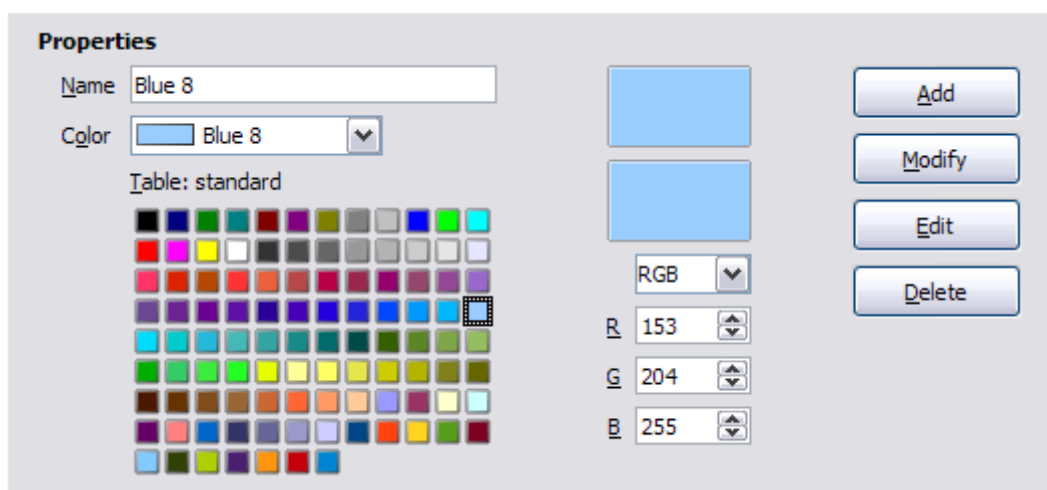 Properties
Name Blue 8
Color Blue 8
Table: standard
RGB
R 153
G 204
B 255
Add
Modify
Edit
Delete